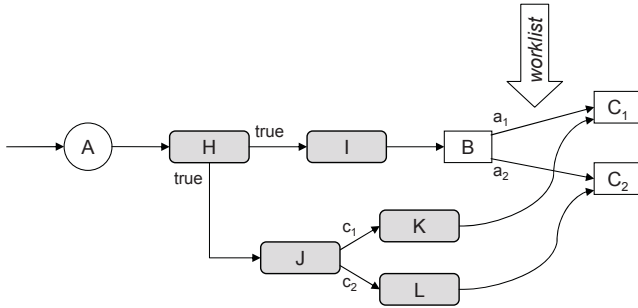 worklist
a₁
C₁
true
A
H
I
B
true
a₂
C₂
c₁
K
J
c₂
L